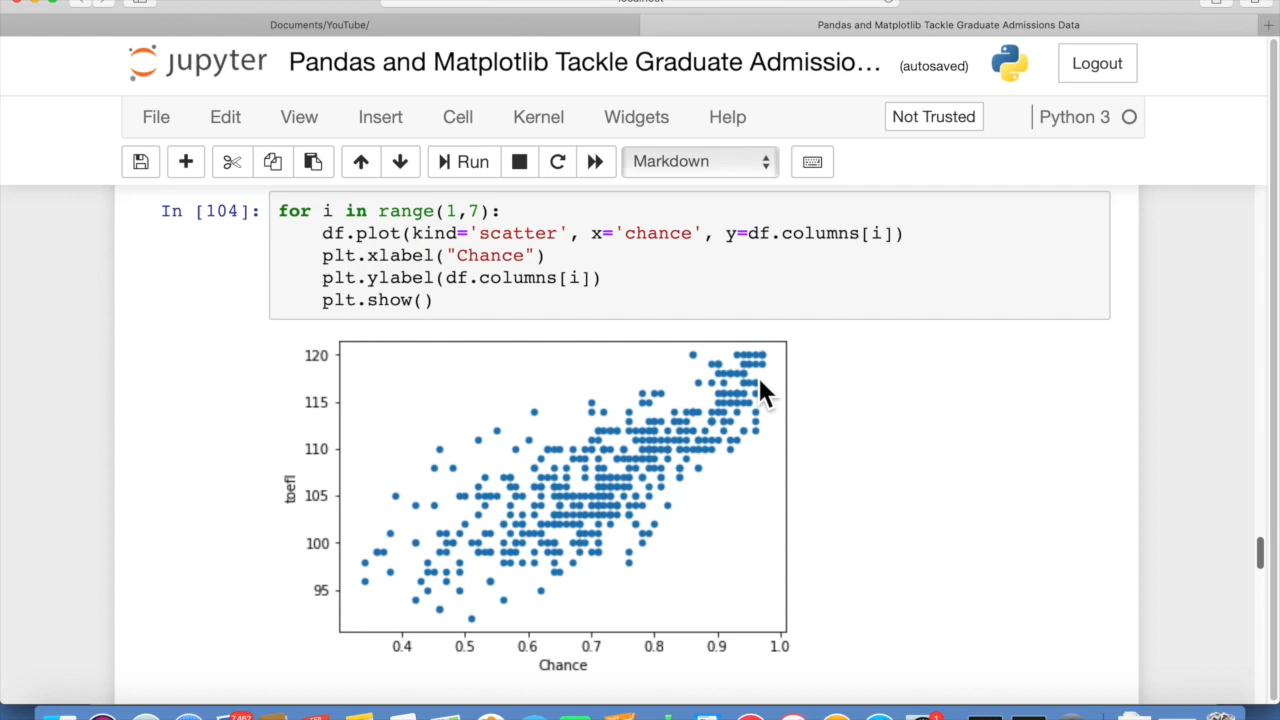 Documents/YouTube/
Pandas and Matplotlib Tackle Graduate Admissions Data
jupyter Pandas and Matplotlib Tackle Graduate Admissio... (autosaved) Logout
File Edit View Insert Cell Kernel Widgets Help Not Trusted Python 3
Run Markdown
In [104]: for i in range(1,7):
df.plot(kind='scatter', x='chance', y=df.columns[i])
plt.xlabel("Chance")
plt.ylabel(df.columns[i])
plt.show()
120
115
110
105
100
95
toefl
0.4 0.5 0.6 0.7 0.8 0.9 1.0
Chance